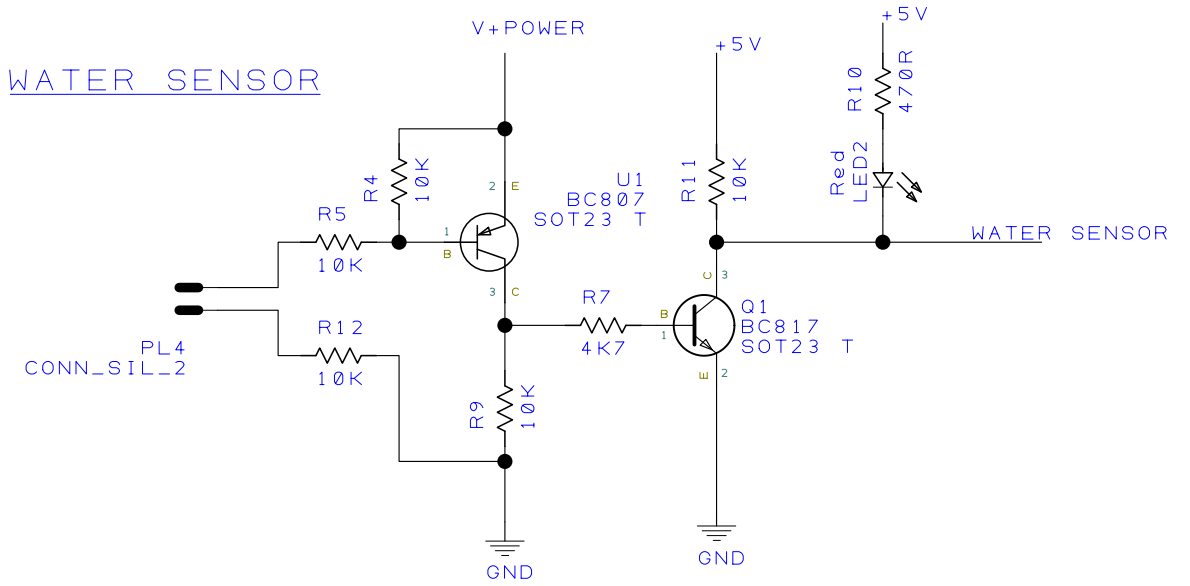 WATER SENSOR
V+POWER
+5V
+5V
R10
470R
Red
LED2
R4
10K
2
E
U1
BC807
SOT23 T
R11
10K
R5
10K
1
B
WATER SENSOR
3
C
C
3
R7
4K7
B
1
Q1
BC817
SOT23 T
E
2
PL4
CONN_SIL_2
R12
10K
R9
10K
GND
GND